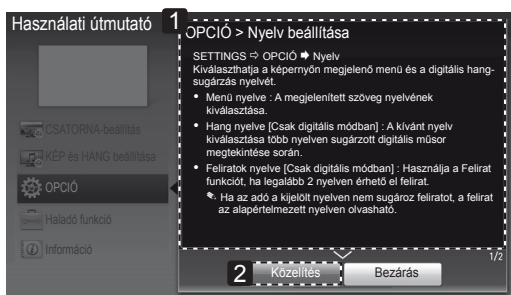 Használati útmutató
CSATORNA-beállítás
KÉP és HANG beállítása
OPCIÓ
Haladó funkció
Információ
1
OPCIÓ > Nyelv beállítása
SETTINGS ⇨ OPCIÓ ➡ Nyelv
Kiválaszthatja a képernyőn megjelenő menü és a digitális hang-
sugárzás nyelvét.
• Menü nyelve : A megjelenített szöveg nyelvének
kiválasztása.
• Hang nyelve [Csak digitális módban] : A kívánt nyelv
kiválasztása több nyelven sugárzott digitális műsor
megtekintése során.
• Feliratok nyelve [Csak digitális módban] : Használja a Felirat
funkciót, ha legalább 2 nyelven érhető el felirat.
✎ Ha az adó a kijelölt nyelven nem sugároz feliratot, a felirat
az alapértelmezett nyelven olvasható.
1/2
2 Közelítés Bezárás